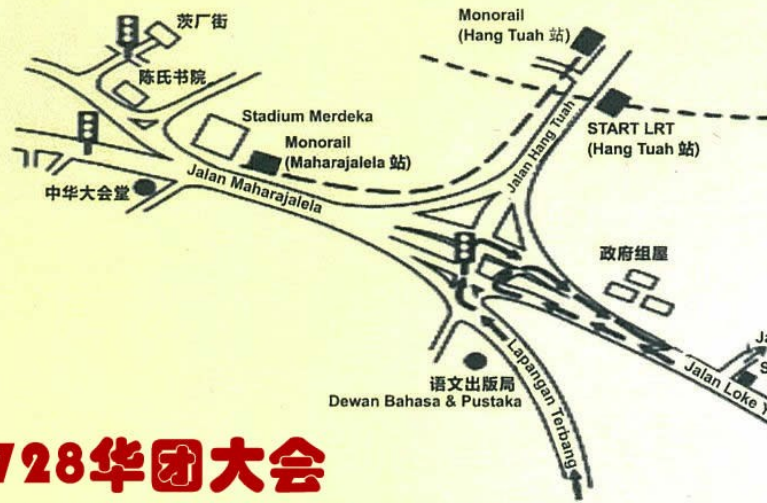 茨厂街
陈氏书院
Monorail
(Hang Tuah 站)
Stadium Merdeka
Monorail
(Maharajalela 站)
START LRT
(Hang Tuah 站)
Jalan Hang Tuah
Jalan Maharajalela
中华大会堂
政府组屋
语文出版局
Dewan Bahasa & Pustaka
Lapangan Terbang
Jalan Loke
728华团大会